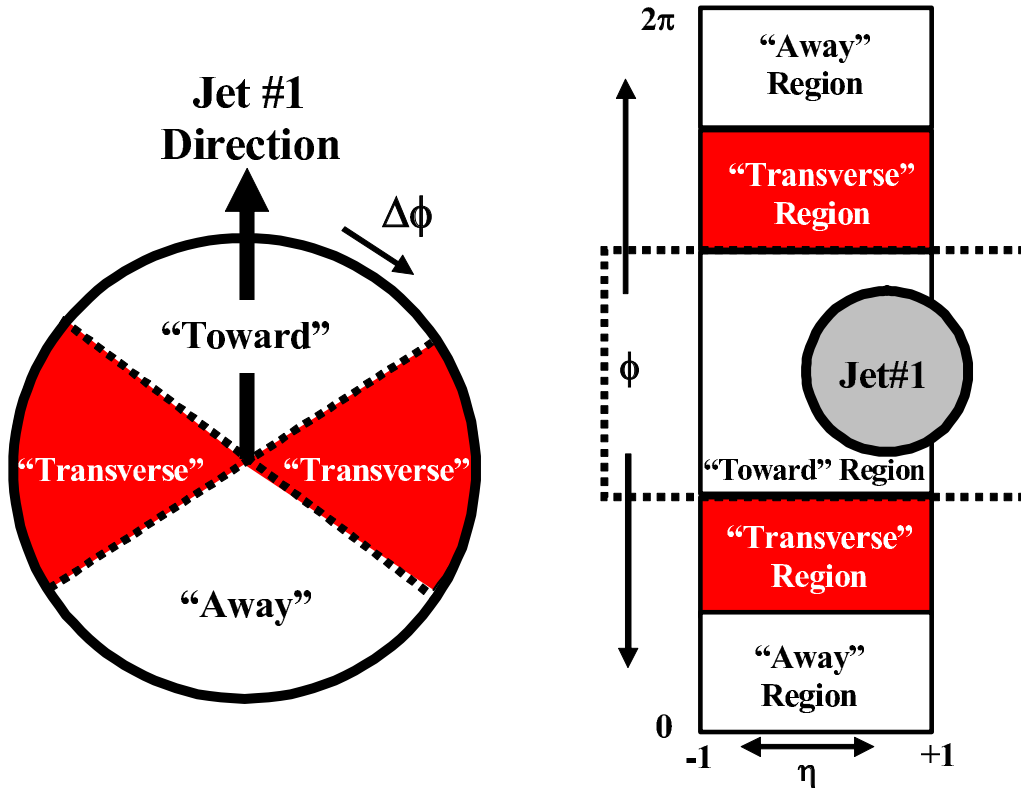 Jet #1
Direction
Δϕ
“Toward”
“Transverse”
“Transverse”
“Away”
2π
“Away”
Region
“Transverse”
Region
ϕ
Jet#1
“Toward” Region
“Transverse”
Region
“Away”
Region
0
-1
+1
η